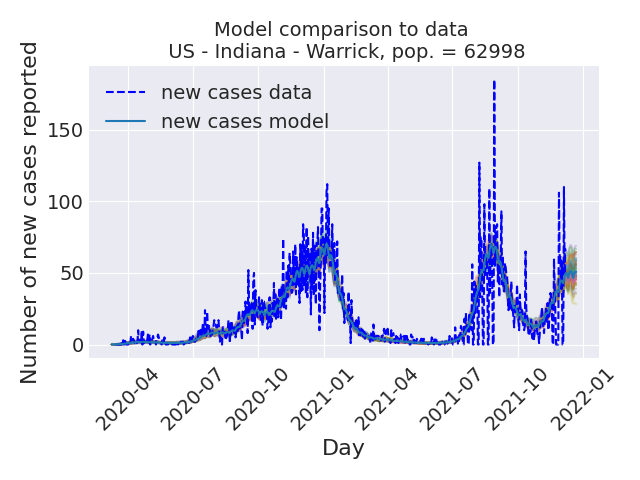 Model comparison to data
US - Indiana - Warrick, pop. = 62998
Number of new cases reported
new cases data
new cases model
150
100
50
0
2020-04
2020-07
2020-10
2021-01
2021-04
2021-07
2021-10
2022-01
Day